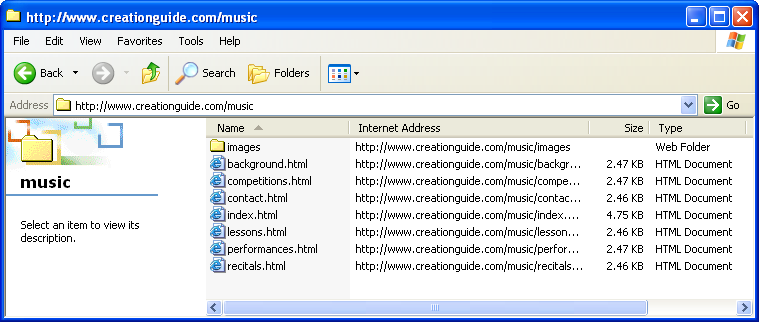 http://www.creationguide.com/music
File Edit View Favorites Tools Help
Back Search Folders
Address http://www.creationguide.com/music Go
Name Internet Address Size Type
images http://www.creationguide.com/music/images Web Folder
background.html http://www.creationguide.com/music/backgr... 2.47 KB HTML Document
competitions.html http://www.creationguide.com/music/compe... 2.47 KB HTML Document
contact.html http://www.creationguide.com/music/contac... 2.46 KB HTML Document
index.html http://www.creationguide.com/music/index.... 4.75 KB HTML Document
lessons.html http://www.creationguide.com/music/lesson... 2.46 KB HTML Document
performances.html http://www.creationguide.com/music/perfor... 2.47 KB HTML Document
recitals.html http://www.creationguide.com/music/recitals... 2.46 KB HTML Document
music
Select an item to view its
description.